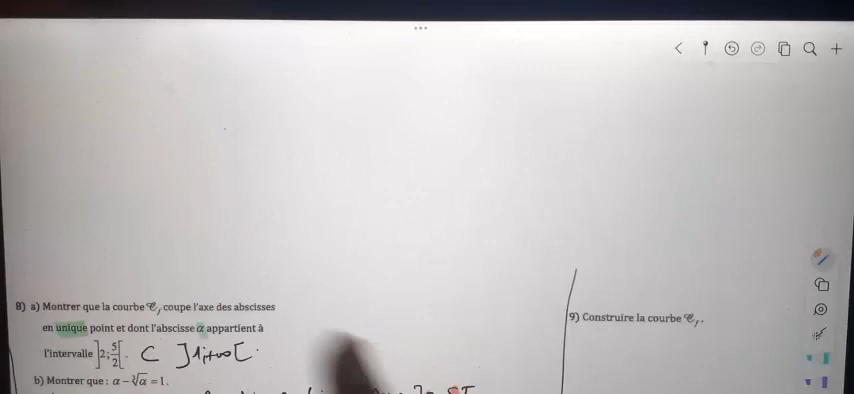 8) a) Montrer que la courbe 𝒞f coupe l'axe des abscisses
en unique point et dont l'abscisse α appartient à
l'intervalle ]2; 5/2[. ⊂ ]1;+∞[.
b) Montrer que : α − ∛α = 1.
9) Construire la courbe 𝒞f.